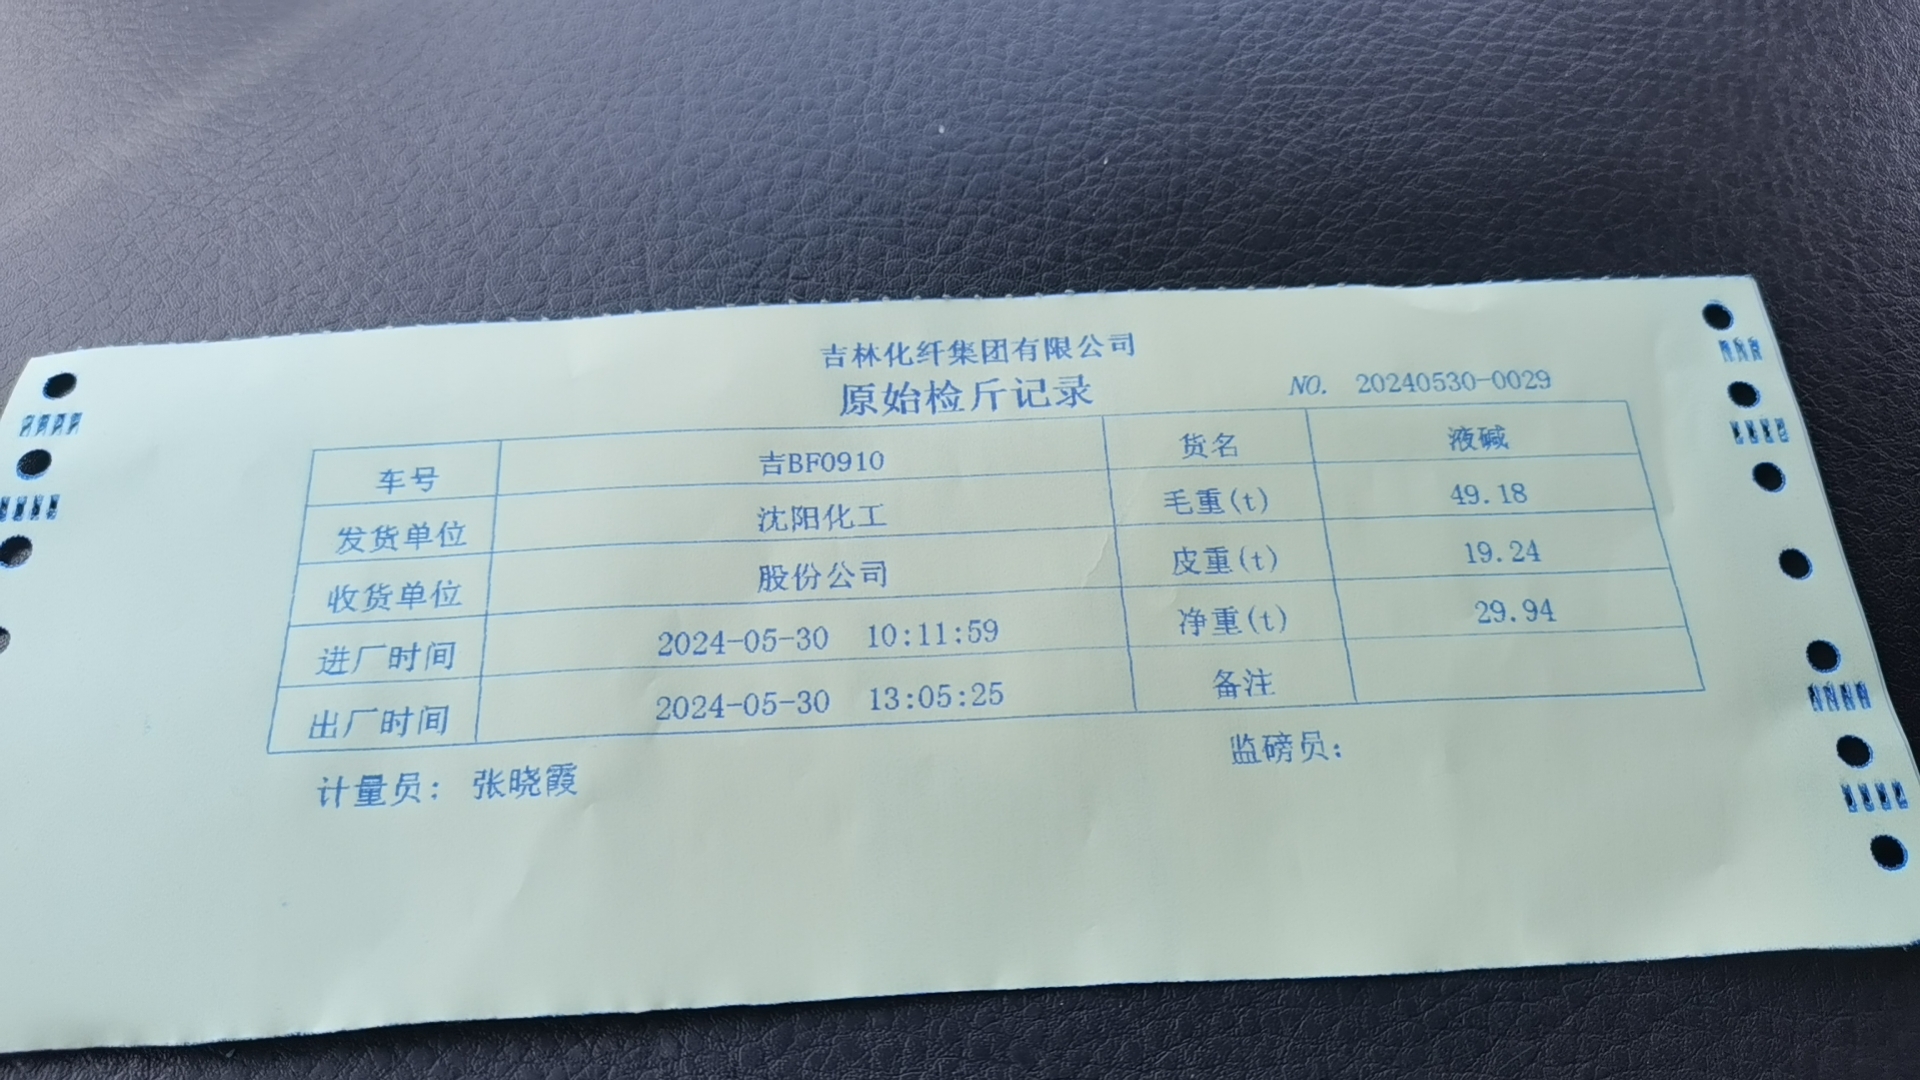 吉林化纤集团有限公司
原始检斤记录
NO. 20240530-0029
车号 吉BF0910 货名 液碱
发货单位 沈阳化工 毛重(t) 49.18
收货单位 股份公司 皮重(t) 19.24
进厂时间 2024-05-30 10:11:59 净重(t) 29.94
出厂时间 2024-05-30 13:05:25 备注
计量员： 张晓霞 监磅员：